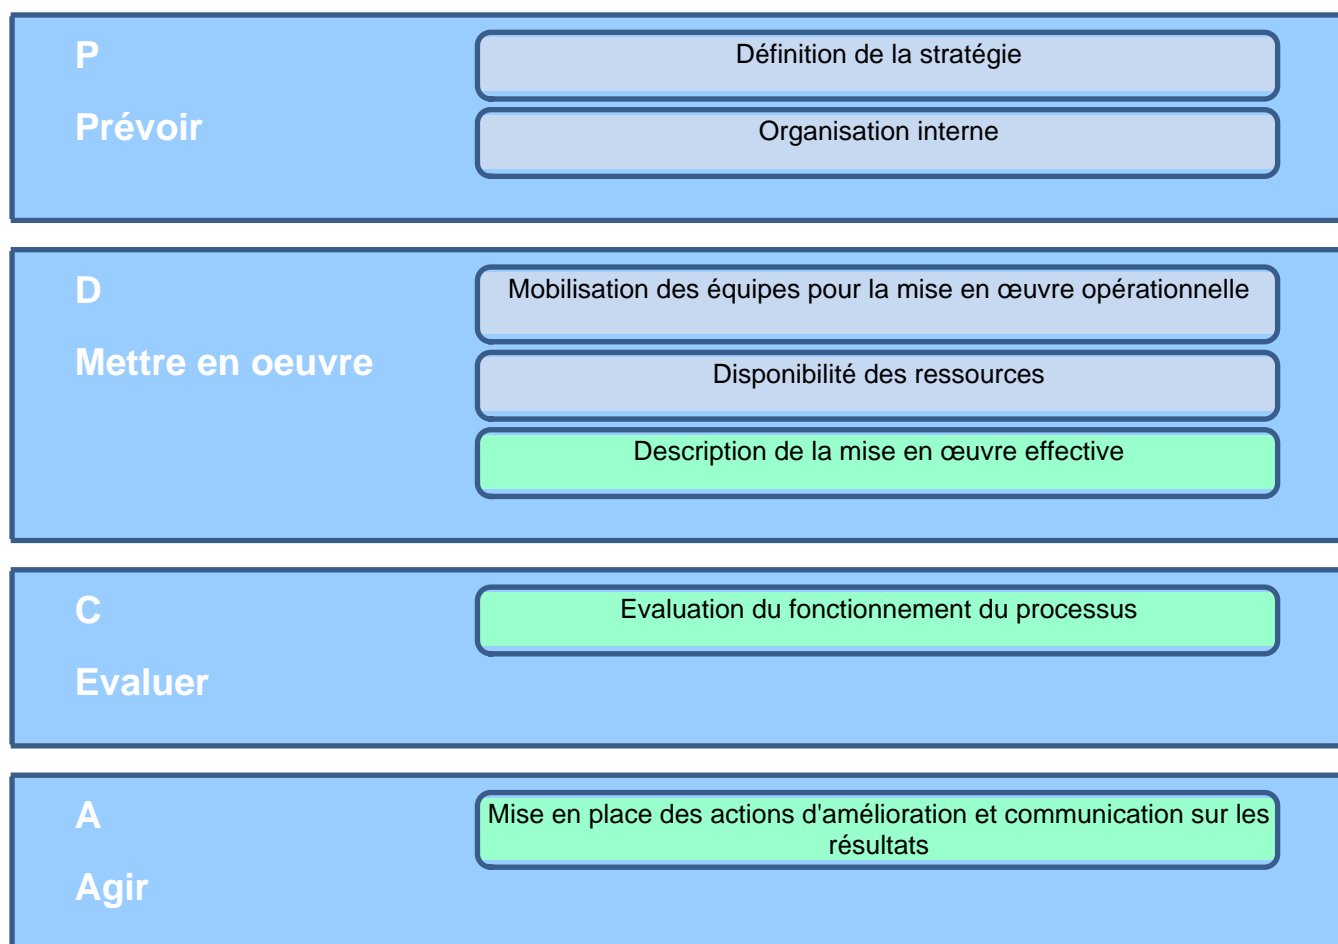 P
Prévoir
Définition de la stratégie
Organisation interne
D
Mettre en oeuvre
Mobilisation des équipes pour la mise en œuvre opérationnelle
Disponibilité des ressources
Description de la mise en œuvre effective
C
Evaluer
Evaluation du fonctionnement du processus
A
Agir
Mise en place des actions d'amélioration et communication sur les
résultats